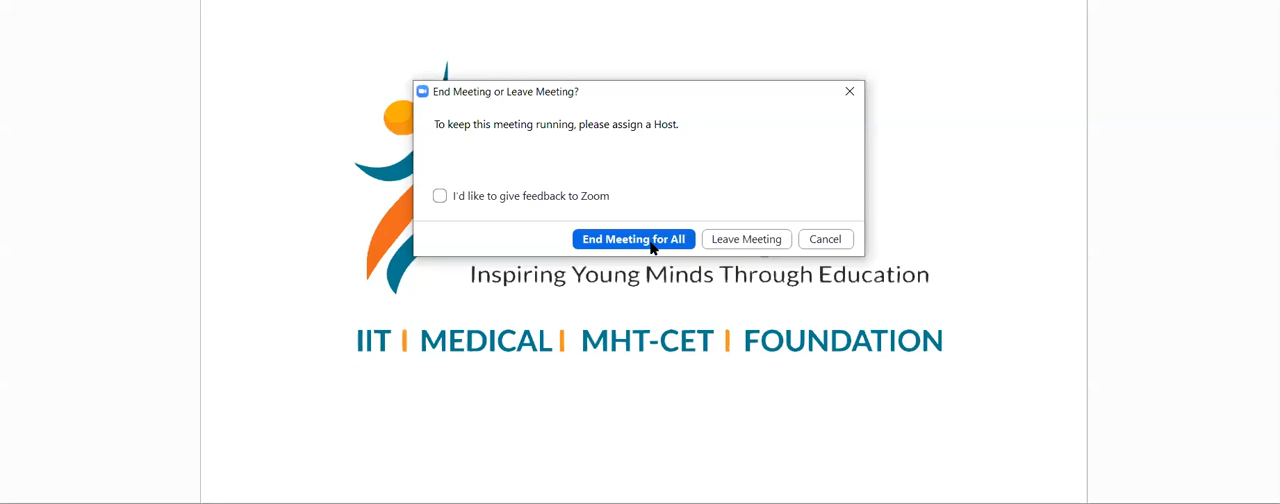 End Meeting or Leave Meeting?
To keep this meeting running, please assign a Host.
I'd like to give feedback to Zoom
End Meeting for All
Leave Meeting
Cancel
Inspiring Young Minds Through Education
IIT | MEDICAL | MHT-CET | FOUNDATION